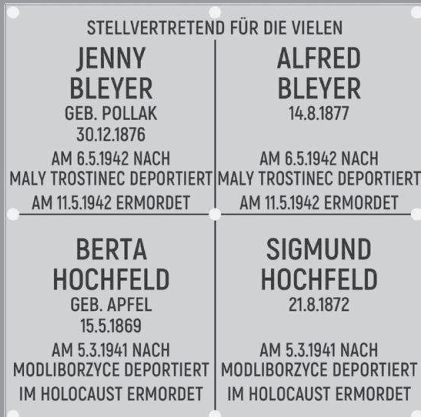 STELLVERTRETEND FÜR DIE VIELEN
JENNY
BLEYER
GEB. POLLAK
30.12.1876
AM 6.5.1942 NACH
MALY TROSTINEC DEPORTIERT
AM 11.5.1942 ERMORDET
ALFRED
BLEYER
14.8.1877
AM 6.5.1942 NACH
MALY TROSTINEC DEPORTIERT
AM 11.5.1942 ERMORDET
BERTA
HOCHFELD
GEB. APFEL
15.5.1869
AM 5.3.1941 NACH
MODLIBORZYCE DEPORTIERT
IM HOLOCAUST ERMORDET
SIGMUND
HOCHFELD
21.8.1872
AM 5.3.1941 NACH
MODLIBORZYCE DEPORTIERT
IM HOLOCAUST ERMORDET